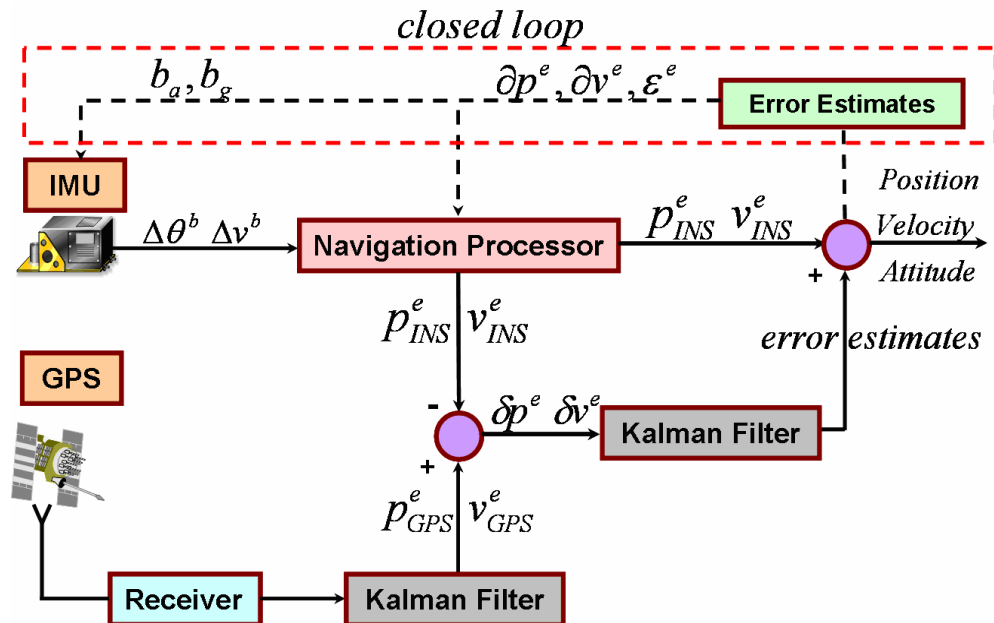 closed loop
b_a, b_g
∂p^e, ∂v^e, ε^e
Error Estimates
IMU
Δθ^b Δv^b
Navigation Processor
p^e_INS v^e_INS
Position
Velocity
Attitude
+
p^e_INS v^e_INS
error estimates
GPS
-
δp^e δv^e
Kalman Filter
+
p^e_GPS v^e_GPS
Receiver
Kalman Filter